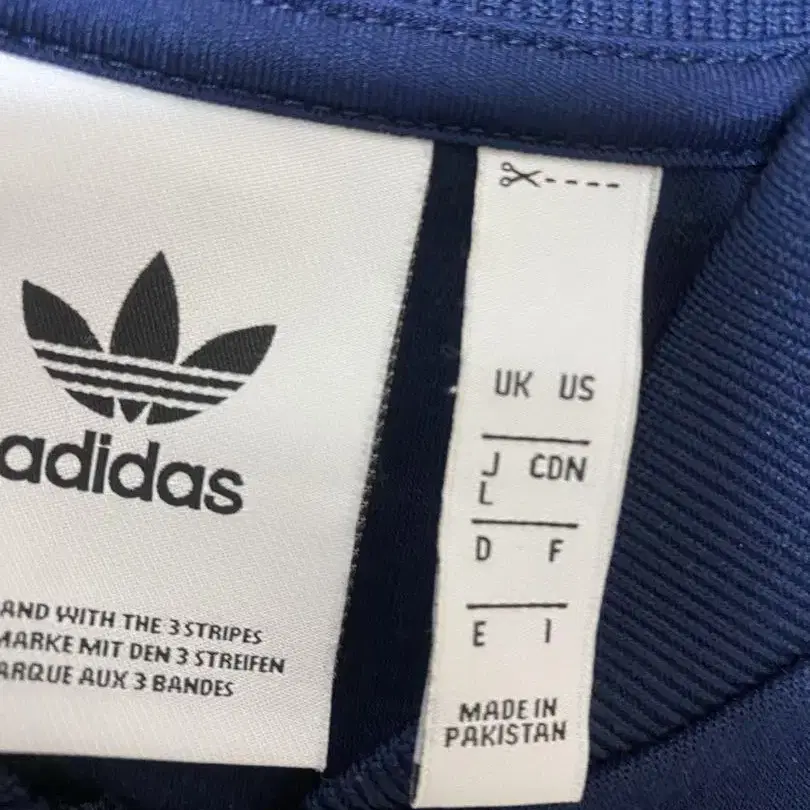 adidas
AND WITH THE 3 STRIPES
MARKE MIT DEN 3 STREIFEN
ARQUE AUX 3 BANDES
UK US
J CDN
L
D F
E I
MADE IN
PAKISTAN